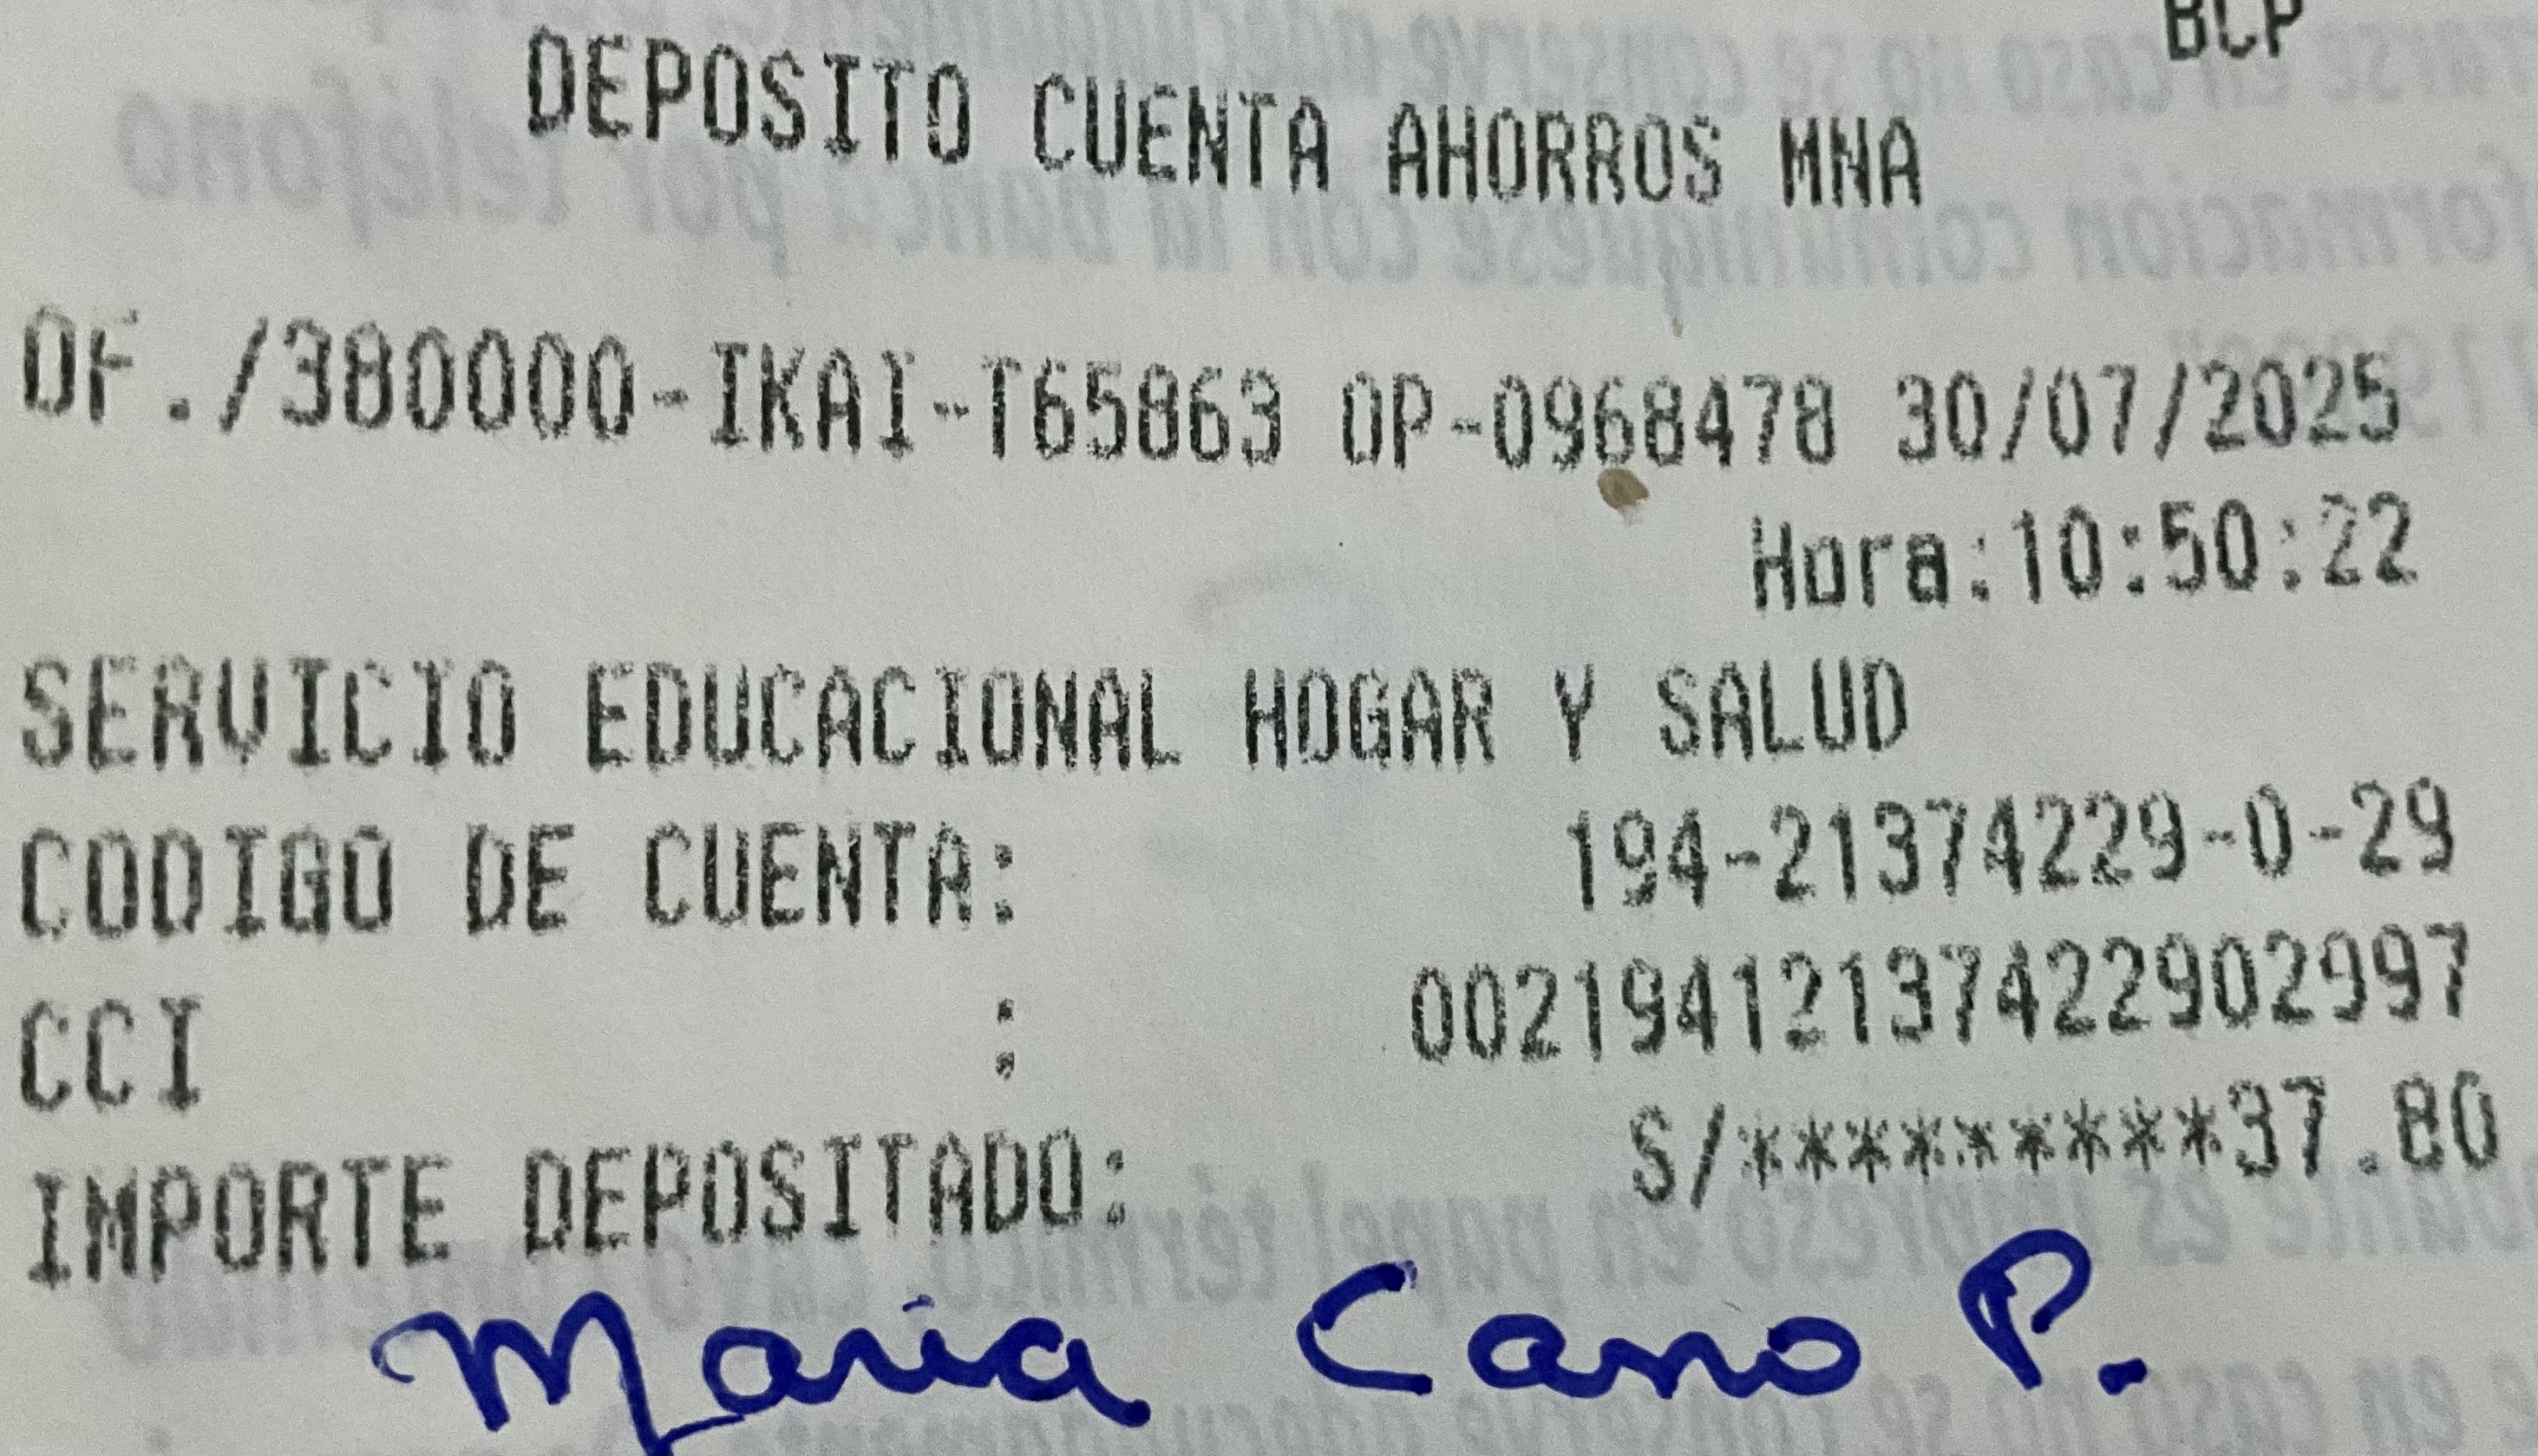 BCP
DEPOSITO CUENTA AHORROS MNA
OF./380000-IKAI-T65863 OP-0968478 30/07/2025
Hora:10:50:22
SERVICIO EDUCACIONAL HOGAR Y SALUD
CODIGO DE CUENTA: 194-21374229-0-29
CCI : 00219412137422902997
IMPORTE DEPOSITADO: S/*********37.80
Maria Cano P.